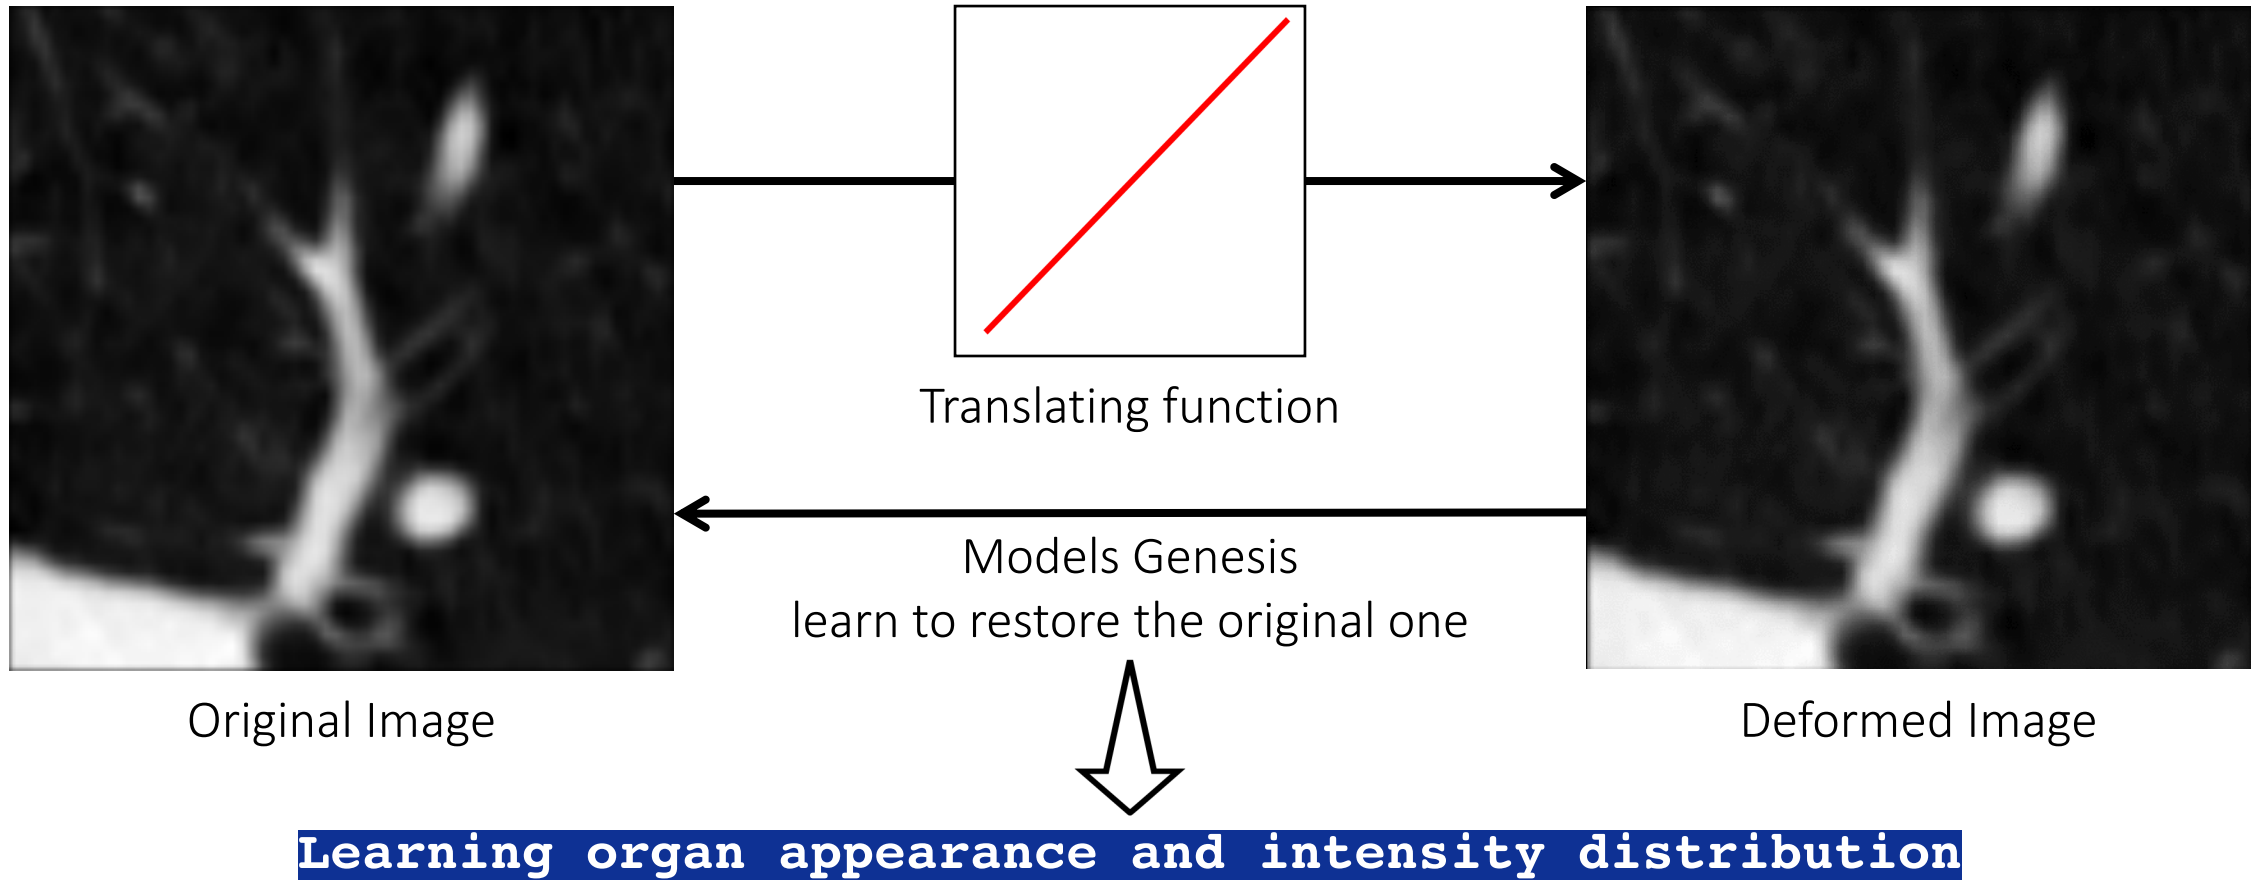 Translating function
Models Genesis
learn to restore the original one
Original Image
Deformed Image
Learning organ appearance and intensity distribution